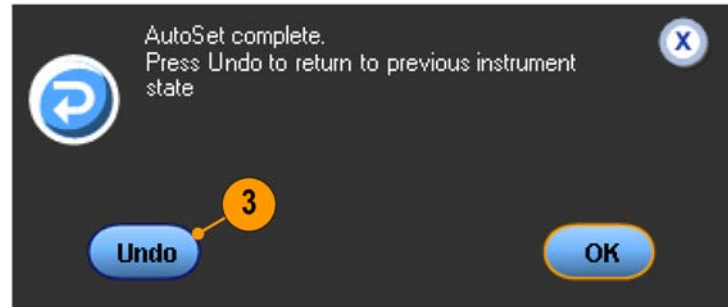 AutoSet complete.
Press Undo to return to previous instrument
state
X
3
Undo
OK